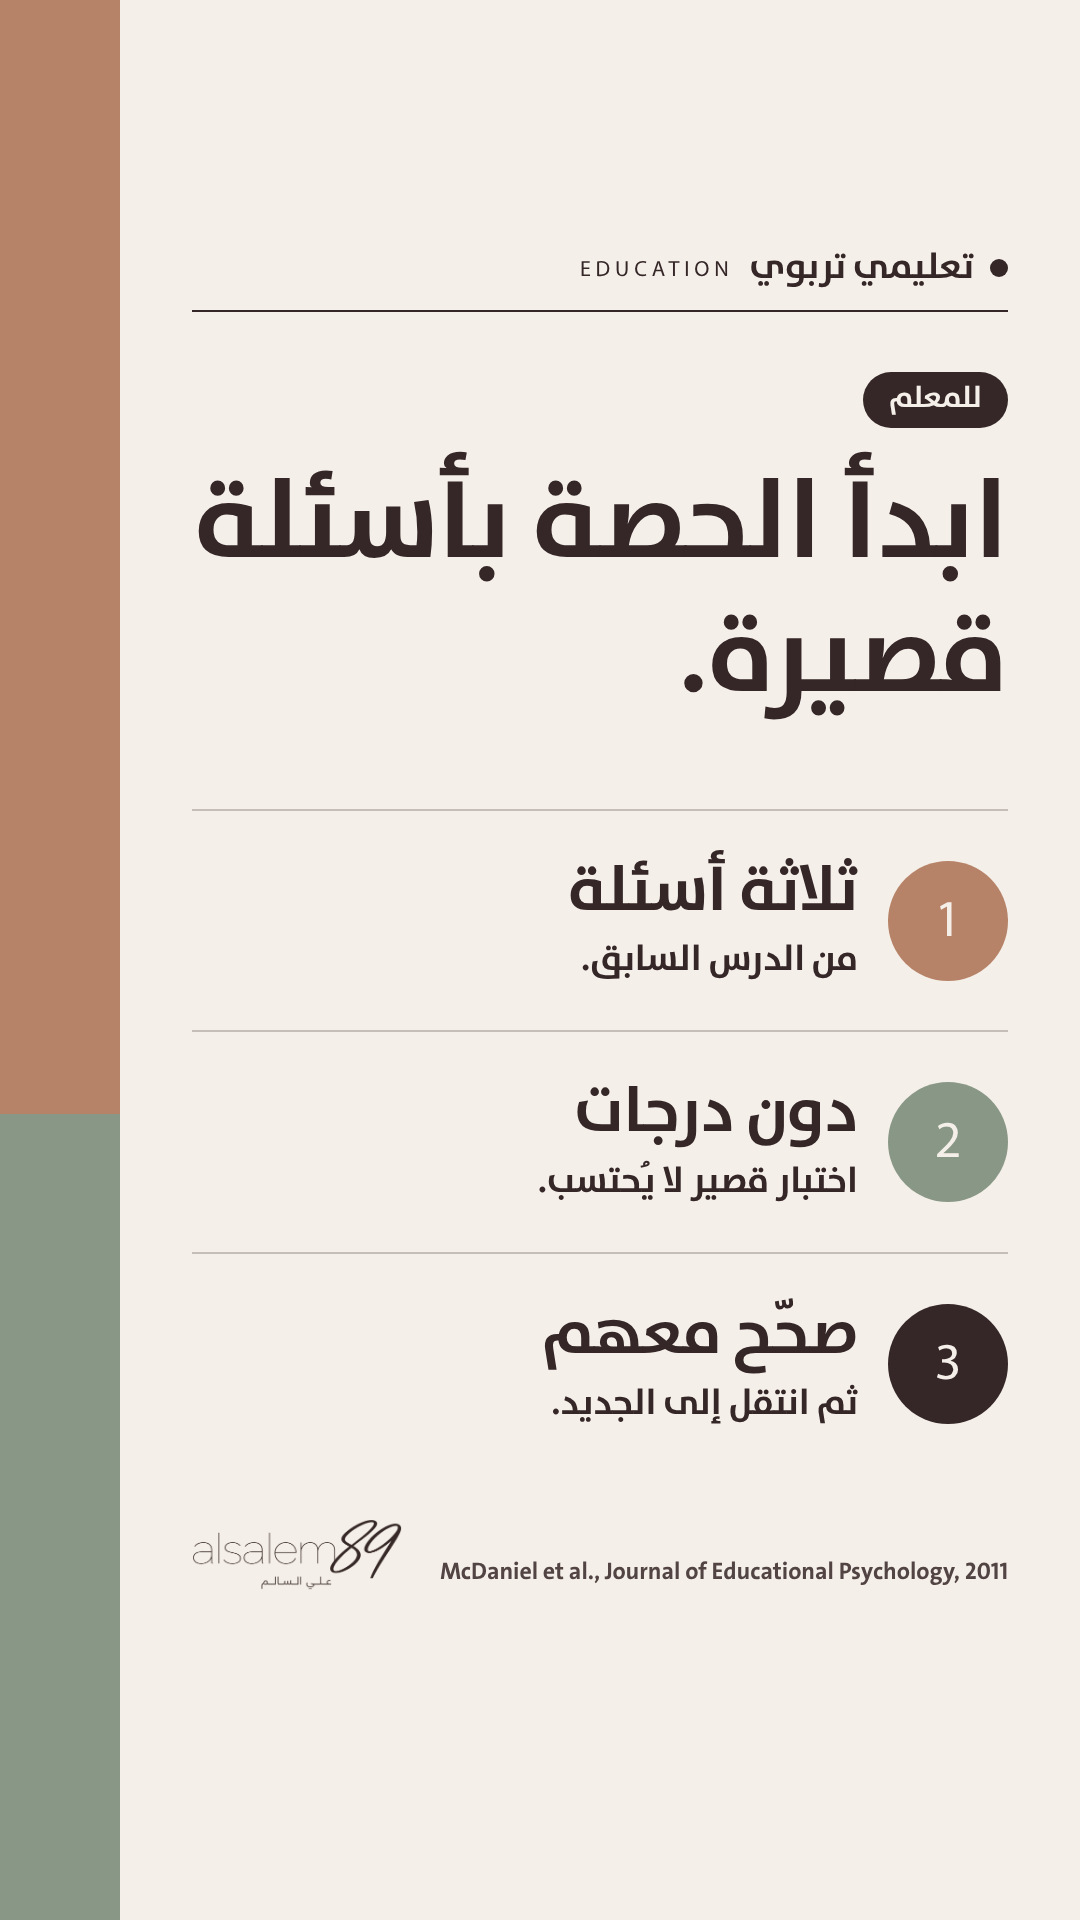 تعليمي تربوي EDUCATION
للمعلم
ابدأ الحصة بأسئلة
قصيرة.
1
ثلاثة أسئلة
من الدرس السابق.
2
دون درجات
اختبار قصير لا يُحتسب.
3
صحّح معهم
ثم انتقل إلى الجديد.
McDaniel et al., Journal of Educational Psychology, 2011
alsalem89
علي السالم